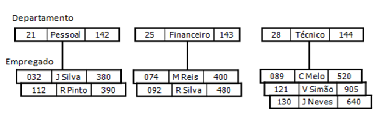 Departamento
21 Pessoal 142 25 Financeiro 143 28 Técnico 144
Empregado
032 J Silva 380 074 M Reis 400 089 C Melo 520
112 R Pinto 390 092 R Silva 480 121 V Simão 905
130 J Neves 640